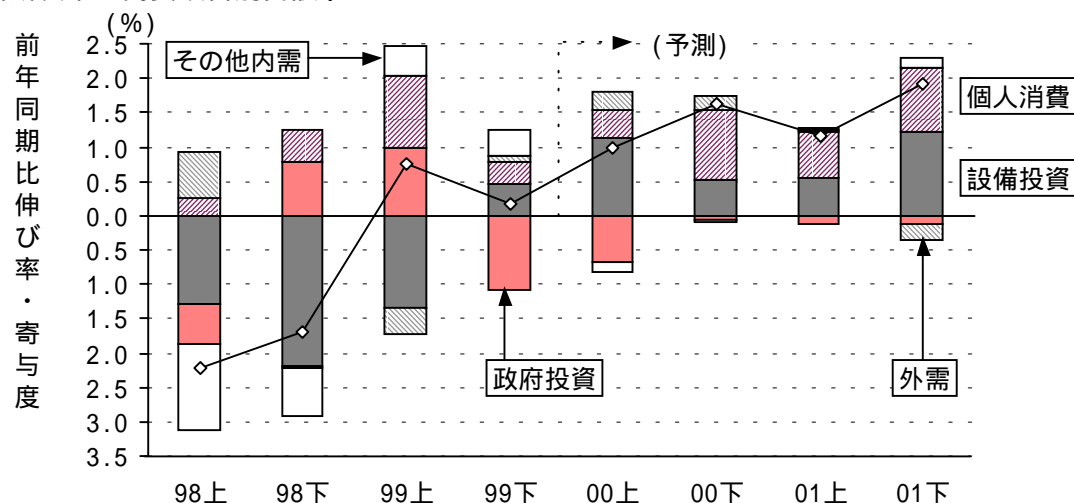 (%)
前年同期比伸び率・寄与度
2.5
2.0
1.5
1.0
0.5
0.0
0.5
1.0
1.5
2.0
2.5
3.0
3.5
その他内需
(予測)
個人消費
設備投資
政府投資
外需
98上 98下 99上 99下 00上 00下 01上 01下